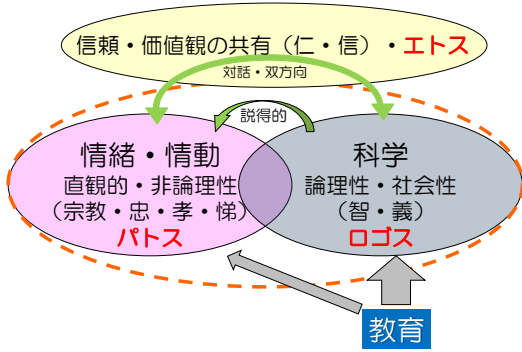 信頼・価値観の共有（仁・信）・エトス
対話・双方向
説得的
情緒・情動
直観的・非論理性
（宗教・忠・孝・悌）
パトス
科学
論理性・社会性
（智・義）
ロゴス
教育